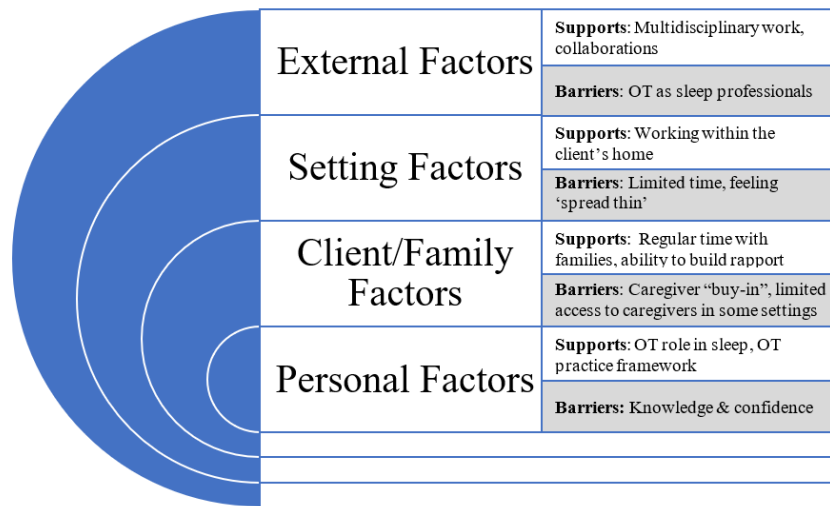 External Factors
Supports: Multidisciplinary work,
collaborations
Barriers: OT as sleep professionals
Setting Factors
Supports: Working within the
client's home
Barriers: Limited time, feeling
'spread thin'
Client/Family
Factors
Supports: Regular time with
families, ability to build rapport
Barriers: Caregiver “buy-in”, limited
access to caregivers in some settings
Personal Factors
Supports: OT role in sleep, OT
practice framework
Barriers: Knowledge & confidence